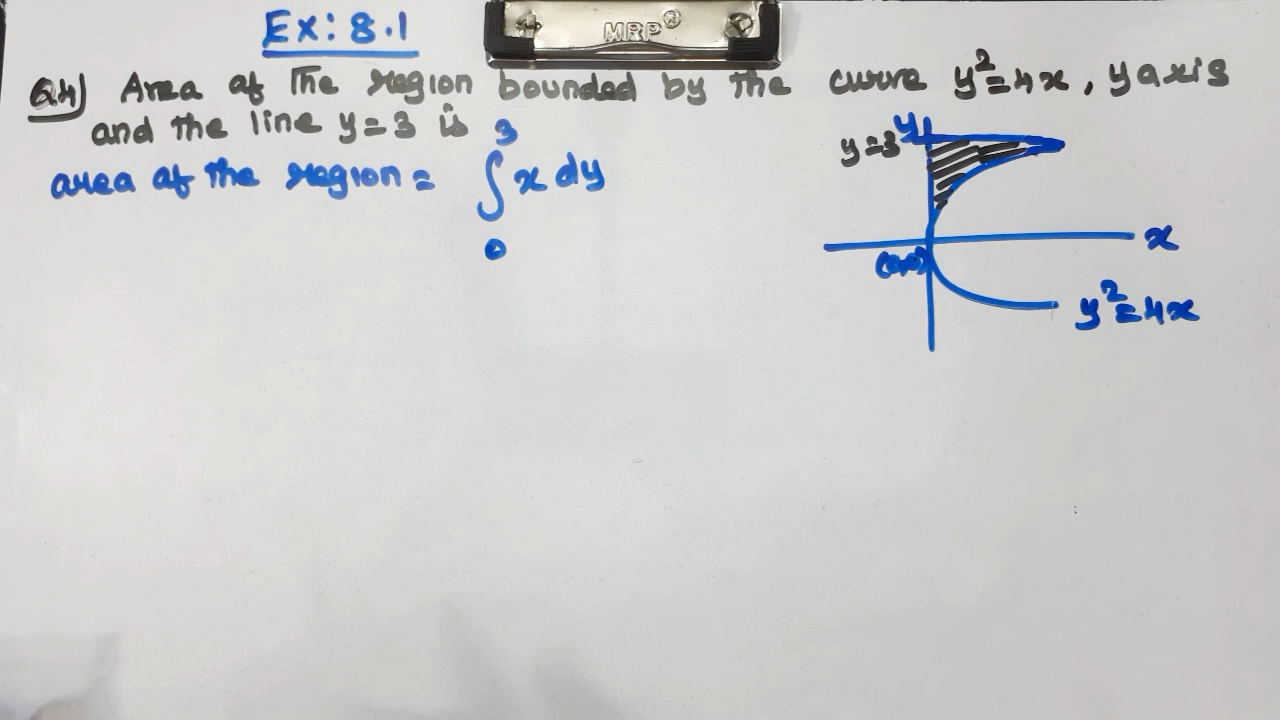 Ex: 8.1
MRP®
Q4) Area of The region bounded by The curve y²=4x, y axis
and the line y=3 is
area of the region = ∫₀³ x dy
y=3
y
x
(0,0)
y²=4x